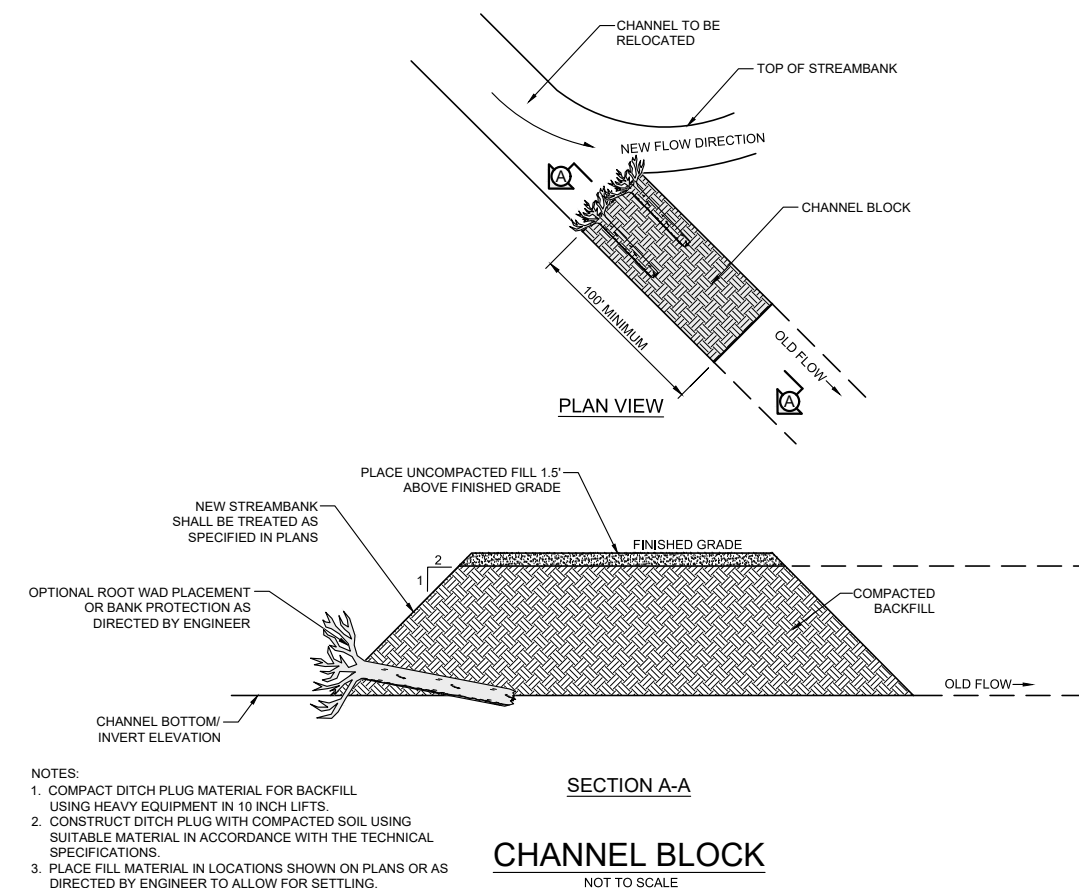 CHANNEL TO BE
RELOCATED
TOP OF STREAMBANK
NEW FLOW DIRECTION
A
CHANNEL BLOCK
100' MINIMUM
OLD FLOW
A
PLAN VIEW
PLACE UNCOMPACTED FILL 1.5'
ABOVE FINISHED GRADE
NEW STREAMBANK
SHALL BE TREATED AS
SPECIFIED IN PLANS
FINISHED GRADE
2
1
OPTIONAL ROOT WAD PLACEMENT
OR BANK PROTECTION AS
DIRECTED BY ENGINEER
COMPACTED
BACKFILL
OLD FLOW
CHANNEL BOTTOM/
INVERT ELEVATION
NOTES:
1. COMPACT DITCH PLUG MATERIAL FOR BACKFILL
USING HEAVY EQUIPMENT IN 10 INCH LIFTS.
2. CONSTRUCT DITCH PLUG WITH COMPACTED SOIL USING
SUITABLE MATERIAL IN ACCORDANCE WITH THE TECHNICAL
SPECIFICATIONS.
3. PLACE FILL MATERIAL IN LOCATIONS SHOWN ON PLANS OR AS
DIRECTED BY ENGINEER TO ALLOW FOR SETTLING.
SECTION A-A
CHANNEL BLOCK
NOT TO SCALE